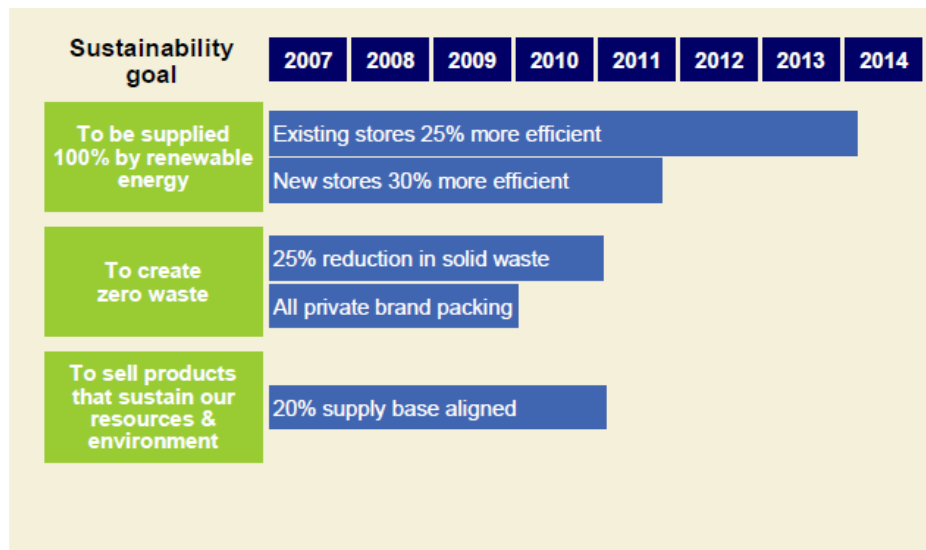 Sustainability
goal
2007 2008 2009 2010 2011 2012 2013 2014
To be supplied
100% by renewable
energy
Existing stores 25% more efficient
New stores 30% more efficient
To create
zero waste
25% reduction in solid waste
All private brand packing
To sell products
that sustain our
resources &
environment
20% supply base aligned